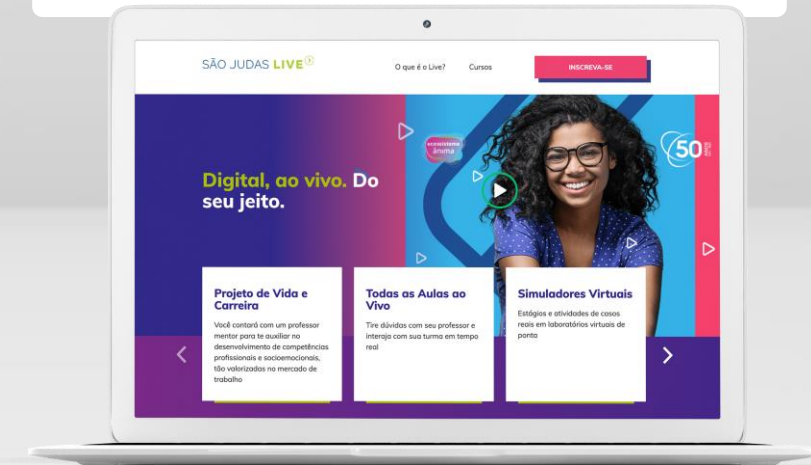 SÃO JUDAS LIVE
O que é o Live?
Cursos
INSCREVA-SE
ecossistema
ânima
50
Digital, ao vivo. Do
seu jeito.
Projeto de Vida e
Carreira
Você contará com um professor
mentor para te auxiliar no
desenvolvimento de competências
profissionais e socioemocionais,
tão valorizadas no mercado de
trabalho
Todas as Aulas ao
Vivo
Tire dúvidas com seu professor e
interaja com sua turma em tempo
real
Simuladores Virtuais
Estágios e atividades de casos
reais em laboratórios virtuais de
ponta